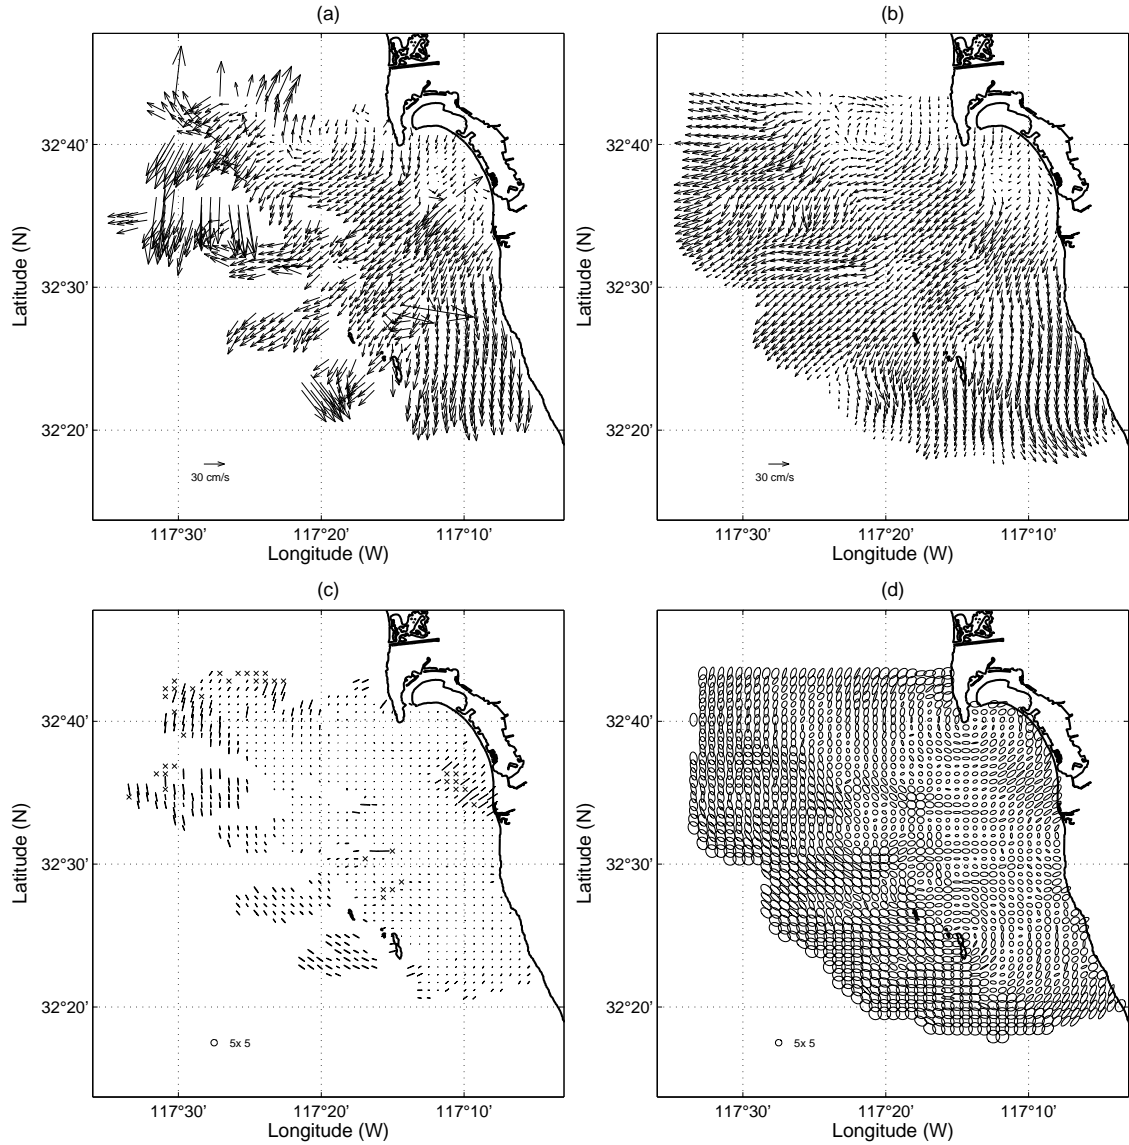 (a)
(b)
32°40'
32°30'
32°20'
Latitude (N)
30 cm/s
117°30'
117°20'
117°10'
Longitude (W)
32°40'
32°30'
32°20'
Latitude (N)
30 cm/s
117°30'
117°20'
117°10'
Longitude (W)
(c)
(d)
32°40'
32°30'
32°20'
Latitude (N)
5x 5
117°30'
117°20'
117°10'
Longitude (W)
32°40'
32°30'
32°20'
Latitude (N)
5x 5
117°30'
117°20'
117°10'
Longitude (W)